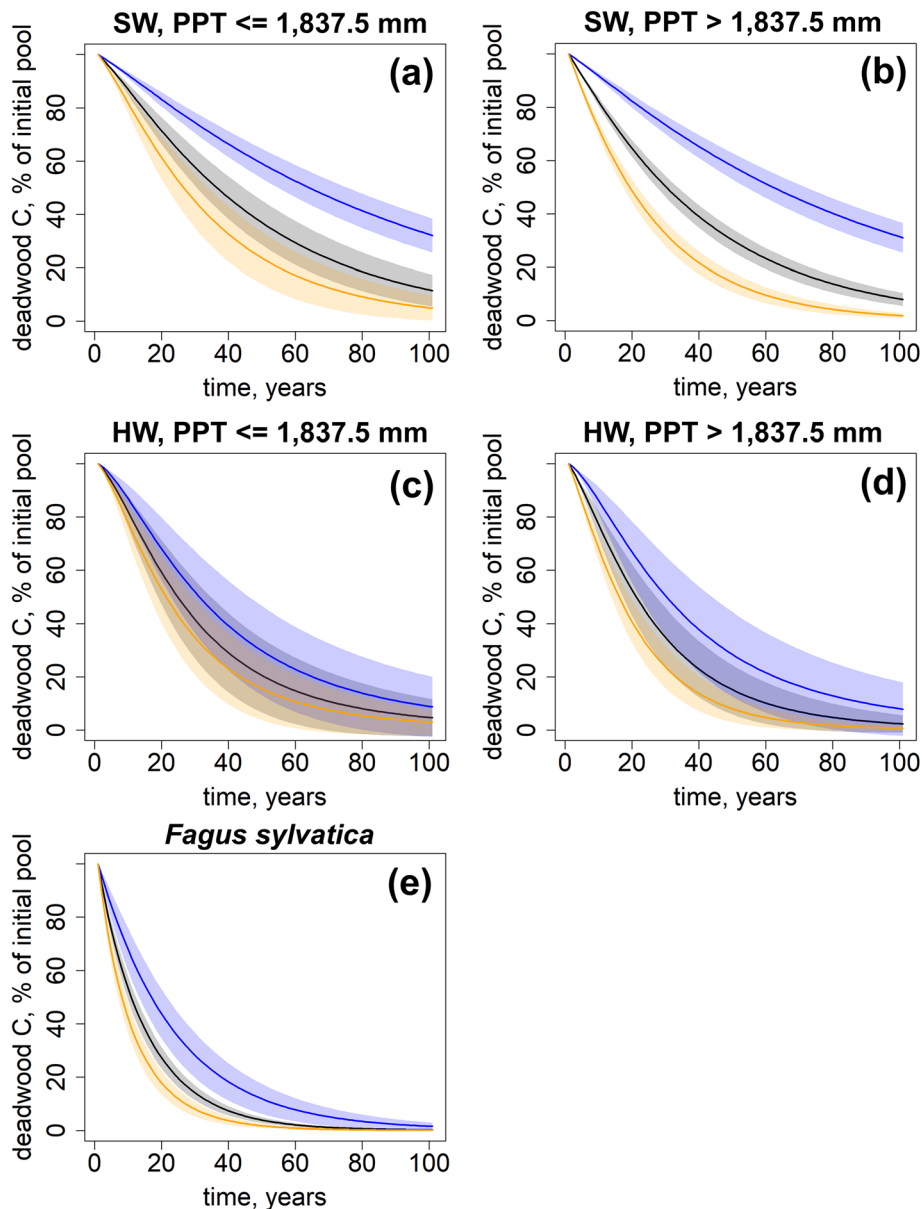 SW, PPT <= 1,837.5 mm
(a)
deadwood C, % of initial pool
0 20 40 60 80
0 20 40 60 80 100
time, years
SW, PPT > 1,837.5 mm
(b)
deadwood C, % of initial pool
0 20 40 60 80
0 20 40 60 80 100
time, years
HW, PPT <= 1,837.5 mm
(c)
deadwood C, % of initial pool
0 20 40 60 80
0 20 40 60 80 100
time, years
HW, PPT > 1,837.5 mm
(d)
deadwood C, % of initial pool
0 20 40 60 80
0 20 40 60 80 100
time, years
Fagus sylvatica
(e)
deadwood C, % of initial pool
0 20 40 60 80
0 20 40 60 80 100
time, years